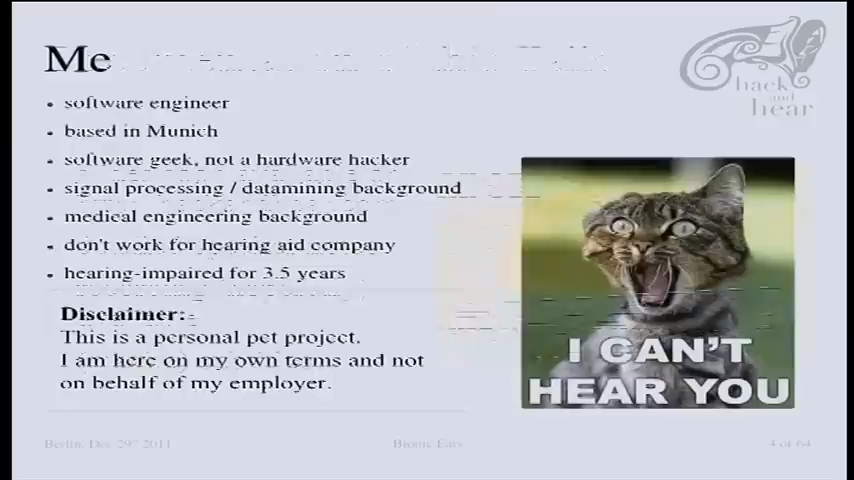 Me
hack
and
hear
• software engineer
• based in Munich
• software geek, not a hardware hacker
• signal processing / datamining background
• medical engineering background
• don't work for hearing aid company
• hearing-impaired for 3.5 years
Disclaimer:
This is a personal pet project.
I am here on my own terms and not
on behalf of my employer.
I CAN'T
HEAR YOU
Berlin, Dec 29th 2011
Bionic Ears
4 of 64